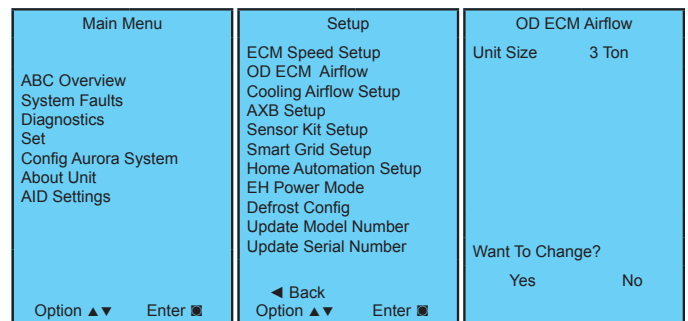 Main Menu
ABC Overview
System Faults
Diagnostics
Set
Config Aurora System
About Unit
AID Settings
Option ▲▼ Enter ◙
Setup
ECM Speed Setup
OD ECM Airflow
Cooling Airflow Setup
AXB Setup
Sensor Kit Setup
Smart Grid Setup
Home Automation Setup
EH Power Mode
Defrost Config
Update Model Number
Update Serial Number
◄ Back
Option ▲▼ Enter ◙
OD ECM Airflow
Unit Size 3 Ton
Want To Change?
Yes No